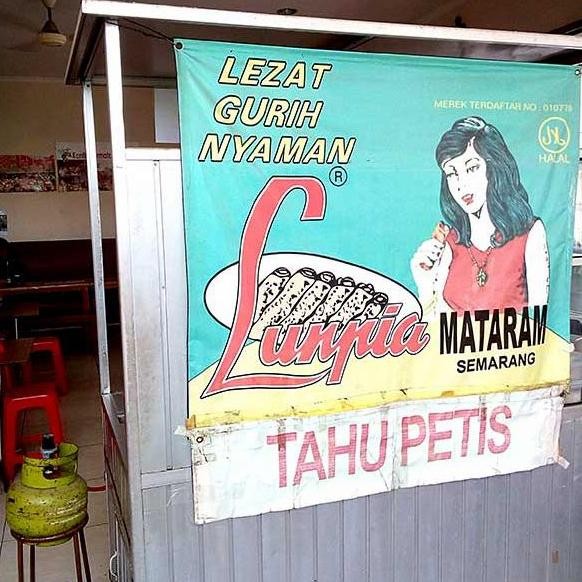 LEZAT
GURIH
NYAMAN
MEREK TERDAFTAR NO : 010778
HALAL
®
Lunpia MATARAM
SEMARANG
TAHU PETIS